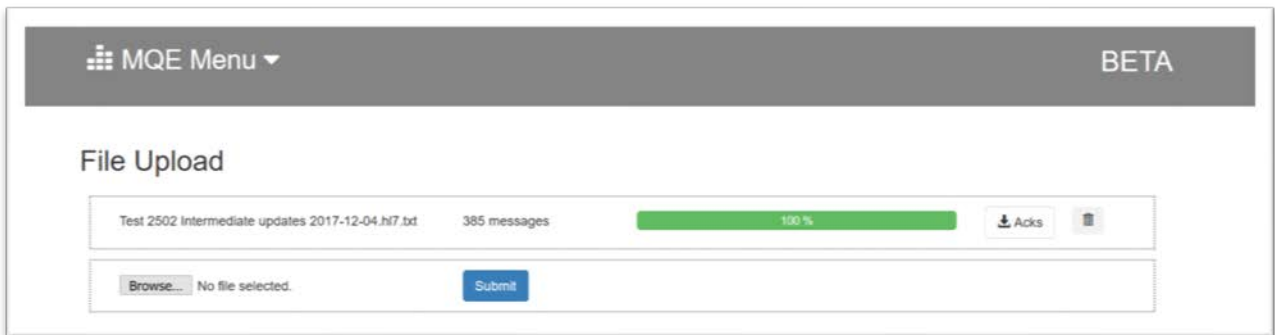 MQE Menu BETA
File Upload
Test 2502 Intermediate updates 2017-12-04.hl7.txt 385 messages 100 % Acks
Browse... No file selected. Submit